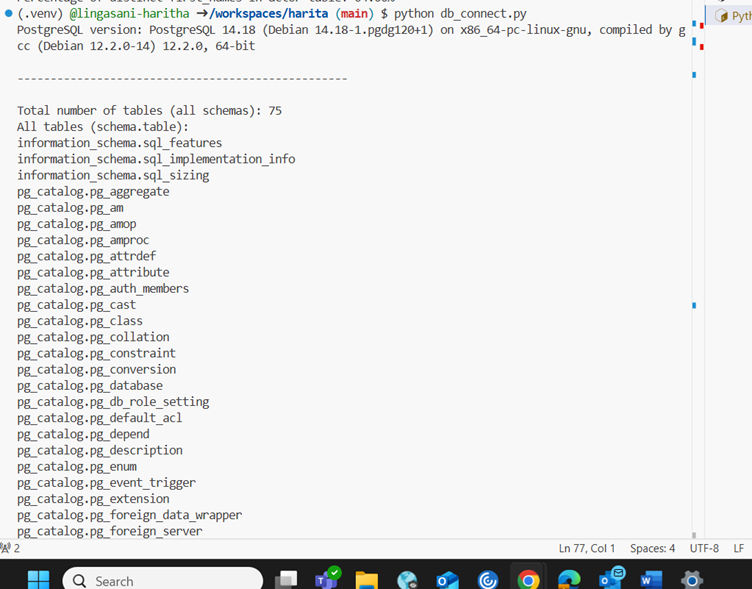 (.venv) @lingasani-haritha ➜/workspaces/harita (main) $ python db_connect.py
PostgreSQL version: PostgreSQL 14.18 (Debian 14.18-1.pgdg120+1) on x86_64-pc-linux-gnu, compiled by g
cc (Debian 12.2.0-14) 12.2.0, 64-bit
------------------------------------------------
Total number of tables (all schemas): 75
All tables (schema.table):
information_schema.sql_features
information_schema.sql_implementation_info
information_schema.sql_sizing
pg_catalog.pg_aggregate
pg_catalog.pg_am
pg_catalog.pg_amop
pg_catalog.pg_amproc
pg_catalog.pg_attrdef
pg_catalog.pg_attribute
pg_catalog.pg_auth_members
pg_catalog.pg_cast
pg_catalog.pg_class
pg_catalog.pg_collation
pg_catalog.pg_constraint
pg_catalog.pg_conversion
pg_catalog.pg_database
pg_catalog.pg_db_role_setting
pg_catalog.pg_default_acl
pg_catalog.pg_depend
pg_catalog.pg_description
pg_catalog.pg_enum
pg_catalog.pg_event_trigger
pg_catalog.pg_extension
pg_catalog.pg_foreign_data_wrapper
pg_catalog.pg_foreign_server
2 Ln 77, Col 1 Spaces: 4 UTF-8 LF
Search